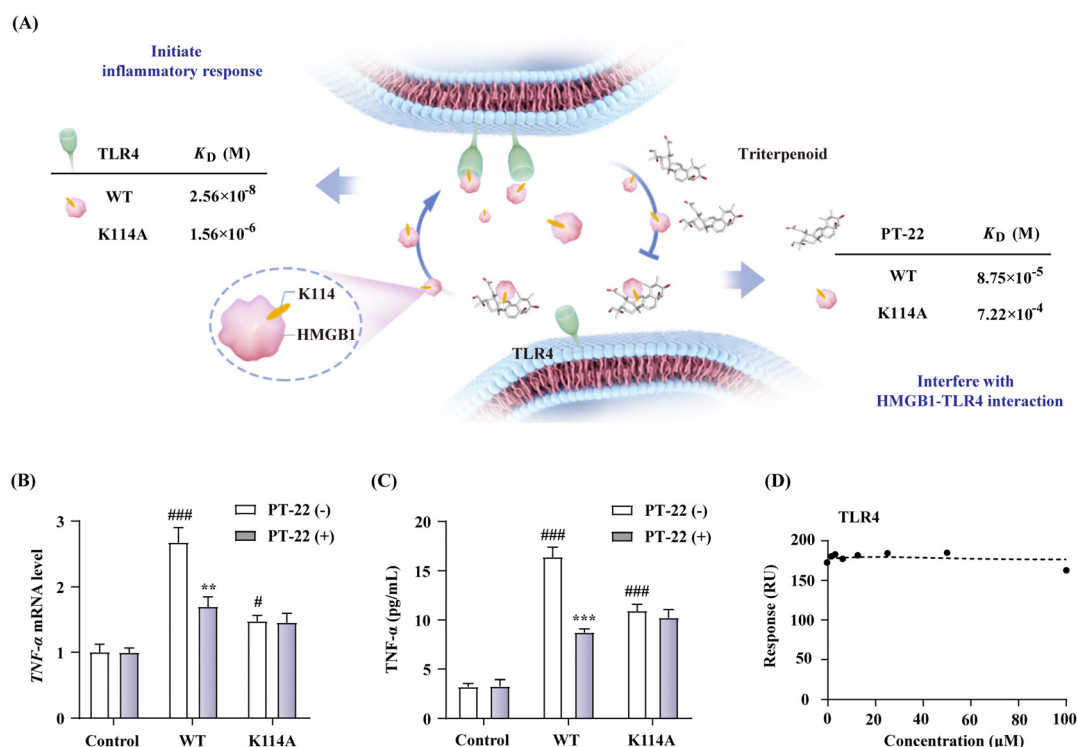 (A)
Initiate
inflammatory response
TLR4 K_D (M)
WT 2.56×10⁻⁸
K114A 1.56×10⁻⁶
K114
HMGB1
Triterpenoid
PT-22 K_D (M)
WT 8.75×10⁻⁵
K114A 7.22×10⁻⁴
TLR4
Interfere with
HMGB1-TLR4 interaction
(B)
PT-22 (-)
PT-22 (+)
TNF-α mRNA level
3
2
1
0
###
**
#
Control WT K114A
(C)
PT-22 (-)
PT-22 (+)
TNF-α (pg/mL)
20
15
10
5
0
###
***
###
Control WT K114A
(D)
TLR4
Response (RU)
200
150
100
50
0
0 20 40 60 80 100
Concentration (μM)